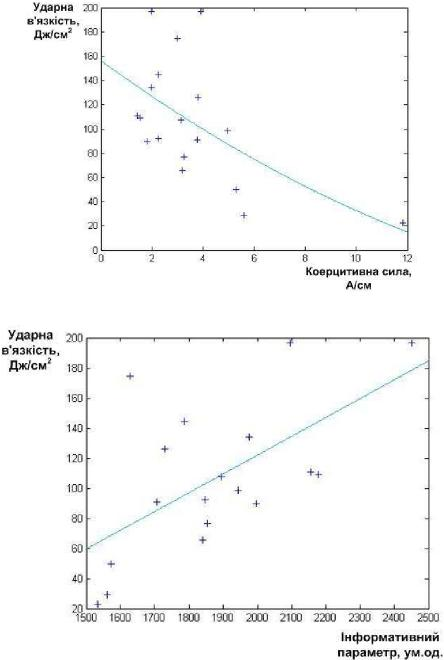 Ударна
в'язкість,
Дж/см²
200
180
160
140
120
100
80
60
40
20
0
0 2 4 6 8 10 12
Коерцитивна сила,
А/см
Ударна
в'язкість,
Дж/см²
200
180
160
140
120
100
80
60
40
20
1500 1600 1700 1800 1900 2000 2100 2200 2300 2400 2500
Інформативний
параметр, ум.од.